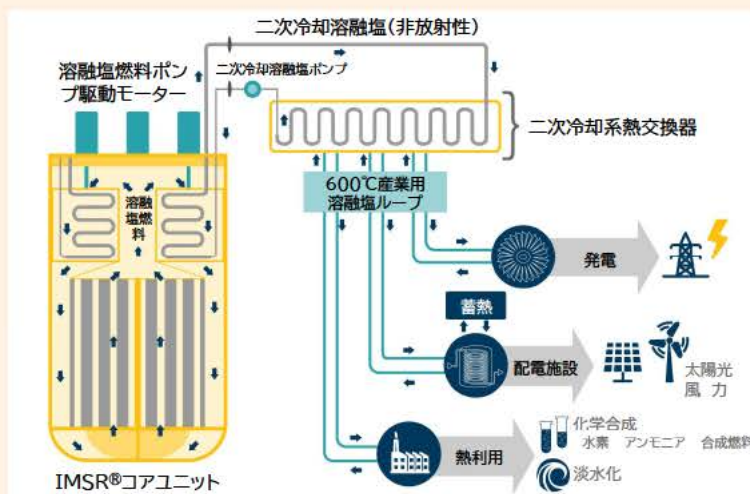 二次冷却溶融塩(非放射性)
溶融塩燃料ポン
プ駆動モーター
二次冷却溶融塩ポンプ
二次冷却系熱交換器
溶融
塩燃
料
600℃産業用
溶融塩ループ
発電
蓄熱
配電施設
太陽光
風 力
熱利用
化学合成
水素 アンモニア 合成燃料
淡水化
IMSR®コアユニット